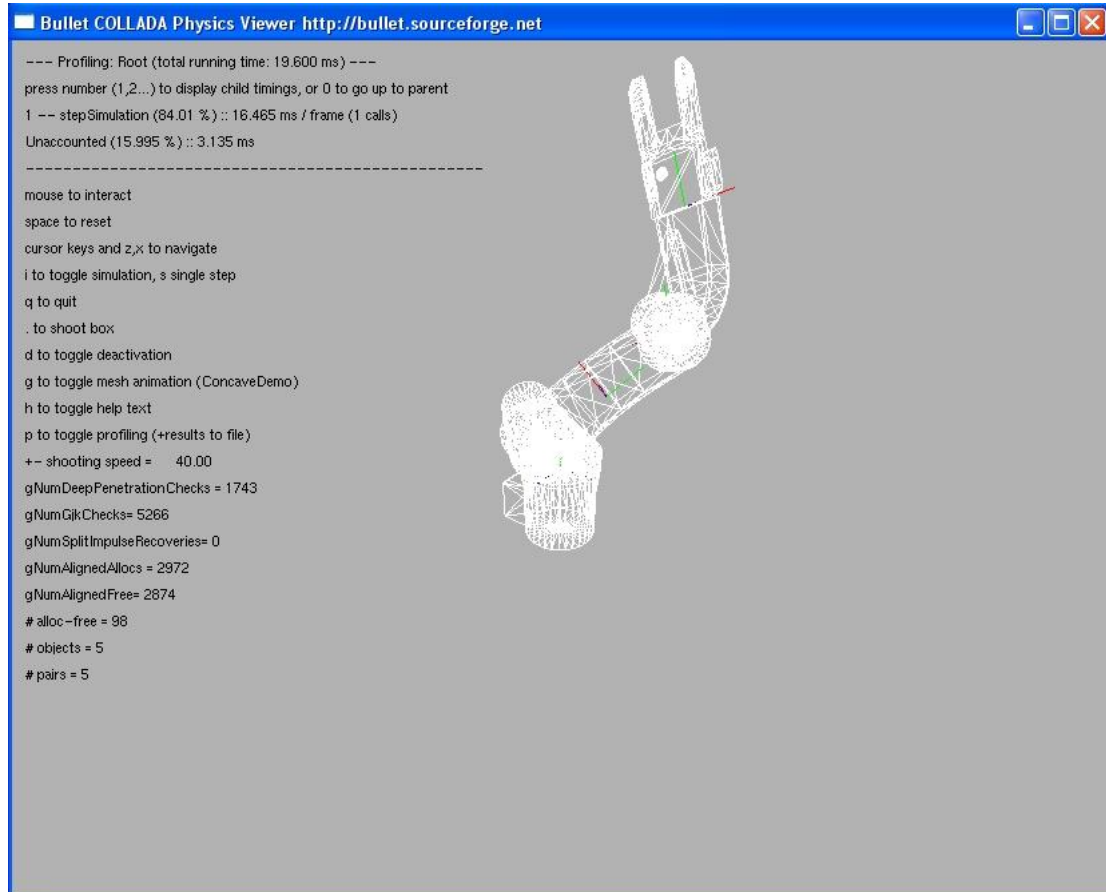 Bullet COLLADA Physics Viewer http://bullet.sourceforge.net
--- Profiling: Root (total running time: 19.600 ms) ---
press number (1,2...) to display child timings, or 0 to go up to parent
1 -- stepSimulation (84.01 %) :: 16.465 ms / frame (1 calls)
Unaccounted (15.995 %) :: 3.135 ms
-------------------------------------------------
mouse to interact
space to reset
cursor keys and z,x to navigate
i to toggle simulation, s single step
q to quit
. to shoot box
d to toggle deactivation
g to toggle mesh animation (ConcaveDemo)
h to toggle help text
p to toggle profiling (+results to file)
+- shooting speed = 40.00
gNumDeepPenetrationChecks = 1743
gNumGjkChecks= 5266
gNumSplitImpulseRecoveries= 0
gNumAlignedAllocs = 2972
gNumAlignedFree= 2874
# alloc-free = 98
# objects = 5
# pairs = 5